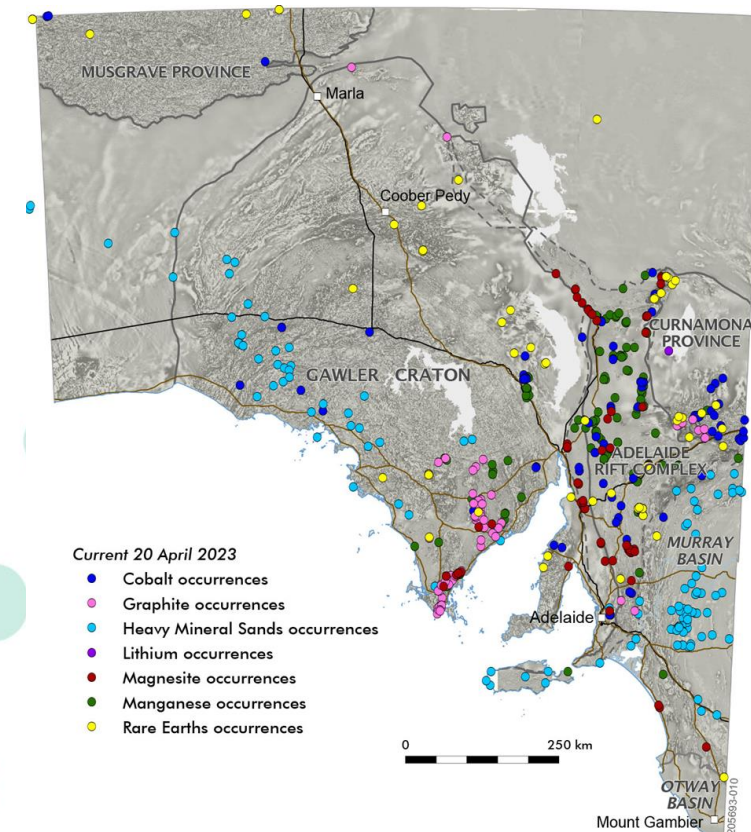 MUSGRAVE PROVINCE
Marla
Coober Pedy
CURNAMONA
PROVINCE
GAWLER CRATON
ADELAIDE
RIFT COMPLEX
Current 20 April 2023
Cobalt occurrences
Graphite occurrences
Heavy Mineral Sands occurrences
Lithium occurrences
Magnesite occurrences
Manganese occurrences
Rare Earths occurrences
MURRAY
BASIN
Adelaide
0 250 km
OTWAY
BASIN
Mount Gambier
205693-010